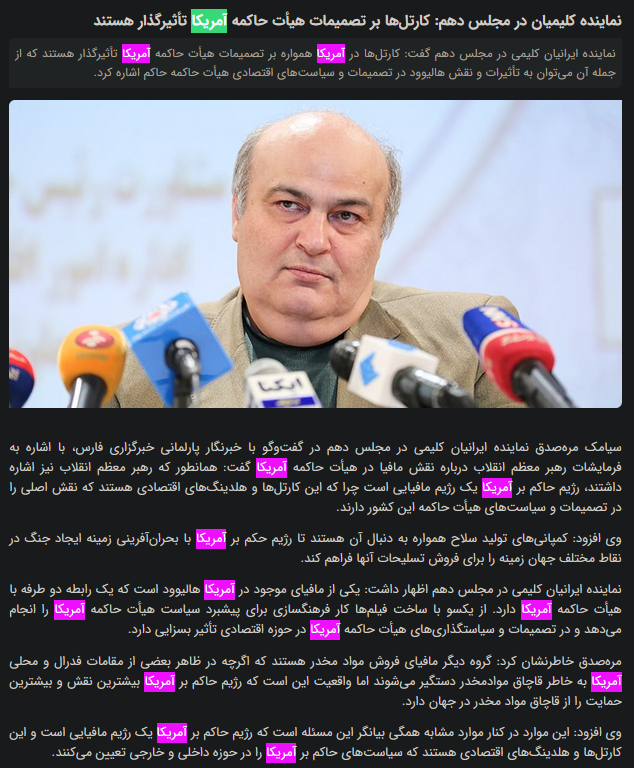 نماینده کلیمیان در مجلس دهم: کارتل‌ها بر تصمیمات هیأت حاکمه آمریکا تأثیرگذار هستند
نماینده ایرانیان کلیمی در مجلس دهم گفت: کارتل‌ها در آمریکا همواره بر تصمیمات هیأت حاکمه آمریکا تأثیرگذار هستند که از
جمله آن می‌توان به تأثیرات و نقش هالیوود در تصمیمات و سیاست‌های اقتصادی هیأت حاکمه حاکم اشاره کرد.
ایکنا
سیامک مره‌صدق نماینده ایرانیان کلیمی در مجلس دهم در گفت‌وگو با خبرنگار پارلمانی خبرگزاری فارس، با اشاره به
فرمایشات رهبر معظم انقلاب درباره نقش مافیا در هیأت حاکمه آمریکا گفت: همانطور که رهبر معظم انقلاب نیز اشاره
داشتند، رژیم حاکم بر آمریکا یک رژیم مافیایی است چرا که این کارتل‌ها و هلدینگ‌های اقتصادی هستند که نقش اصلی را
در تصمیمات و سیاست‌های هیأت حاکمه این کشور دارند.
وی افزود: کمپانی‌های تولید سلاح همواره به دنبال آن هستند تا رژیم حکم بر آمریکا با بحران‌آفرینی زمینه ایجاد جنگ در
نقاط مختلف جهان زمینه را برای فروش تسلیحات آنها فراهم کند.
نماینده ایرانیان کلیمی در مجلس دهم اظهار داشت: یکی از مافیای موجود در آمریکا هالیوود است که یک رابطه دو طرفه با
هیأت حاکمه آمریکا دارد. از یکسو با ساخت فیلم‌ها کار فرهنگسازی برای پیشبرد سیاست هیأت حاکمه آمریکا را انجام
می‌دهد و در تصمیمات و سیاستگذاری‌های هیأت حاکمه آمریکا در حوزه اقتصادی تأثیر بسزایی دارد.
مره‌صدق خاطرنشان کرد: گروه دیگر مافیای فروش مواد مخدر هستند که اگرچه در ظاهر بعضی از مقامات فدرال و محلی
آمریکا به خاطر قاچاق موادمخدر دستگیر می‌شوند اما واقعیت این است که رژیم حاکم بر آمریکا بیشترین نقش و بیشترین
حمایت را از قاچاق مواد مخدر در جهان دارد.
وی افزود: این موارد در کنار موارد مشابه همگی بیانگر این مسئله است که رژیم حاکم بر آمریکا یک رژیم مافیایی است و این
کارتل‌ها و هلدینگ‌های اقتصادی هستند که سیاست‌های حاکم بر آمریکا را در حوزه داخلی و خارجی تعیین می‌کنند.